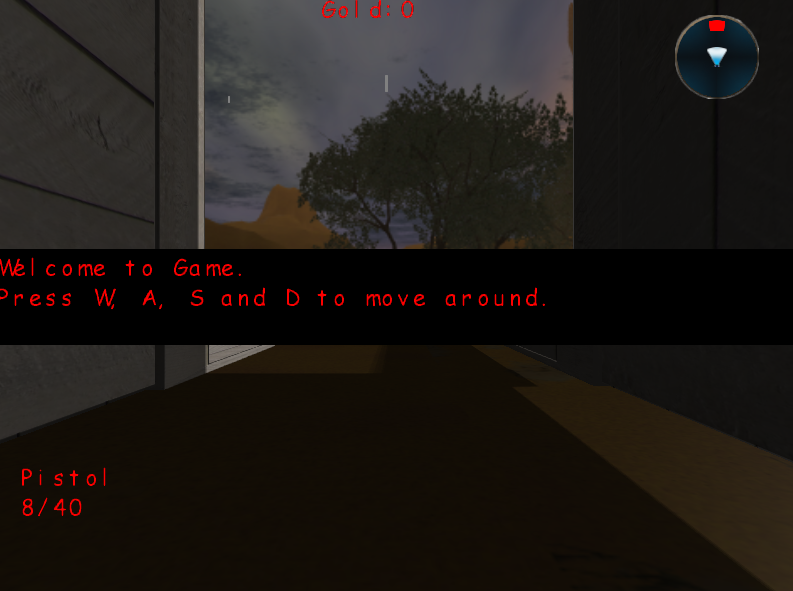 Gold: 0
Welcome to Game.
Press W, A, S and D to move around.
Pistol
8/40